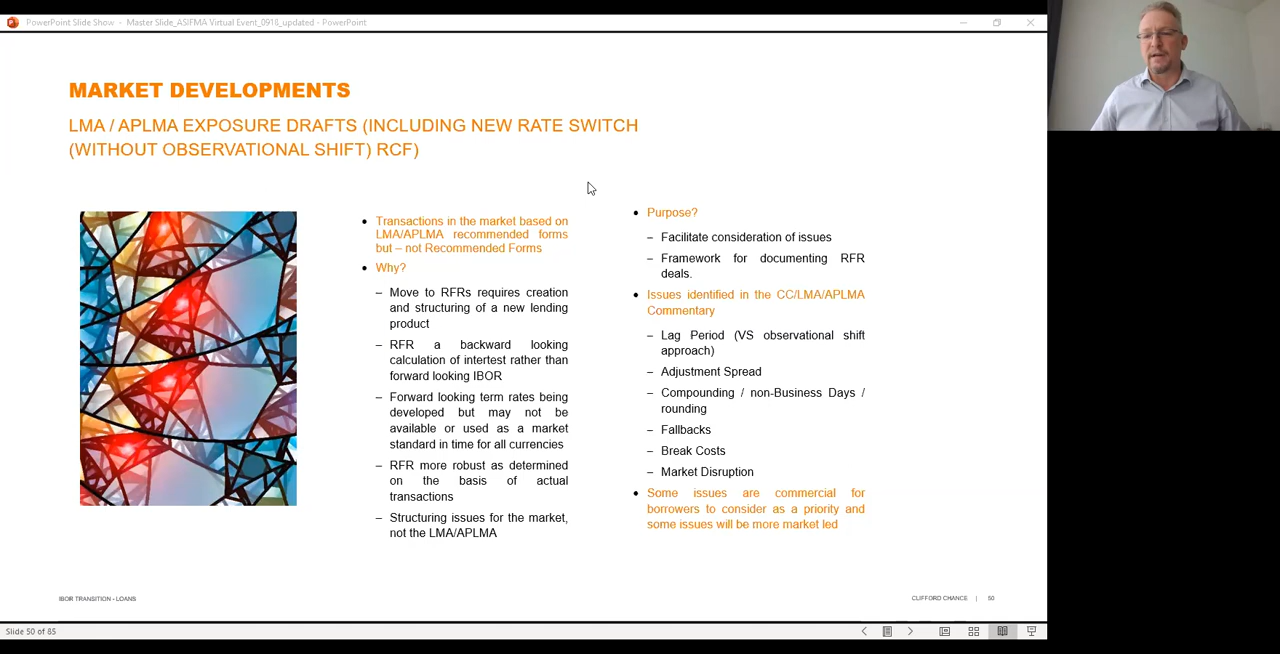 PowerPoint Slide Show - Master Slide_ASIFMA Virtual Event_0918_updated - PowerPoint
MARKET DEVELOPMENTS
LMA / APLMA EXPOSURE DRAFTS (INCLUDING NEW RATE SWITCH
(WITHOUT OBSERVATIONAL SHIFT) RCF)
• Transactions in the market based on
LMA/APLMA recommended forms
but – not Recommended Forms
• Why?
– Move to RFRs requires creation
and structuring of a new lending
product
– RFR a backward looking
calculation of intertest rather than
forward looking IBOR
– Forward looking term rates being
developed but may not be
available or used as a market
standard in time for all currencies
– RFR more robust as determined
on the basis of actual
transactions
– Structuring issues for the market,
not the LMA/APLMA
• Purpose?
– Facilitate consideration of issues
– Framework for documenting RFR
deals.
• Issues identified in the CC/LMA/APLMA
Commentary
– Lag Period (VS observational shift
approach)
– Adjustment Spread
– Compounding / non-Business Days /
rounding
– Fallbacks
– Break Costs
– Market Disruption
• Some issues are commercial for
borrowers to consider as a priority and
some issues will be more market led
IBOR TRANSITION - LOANS
CLIFFORD CHANCE | 50
Slide 50 of 85